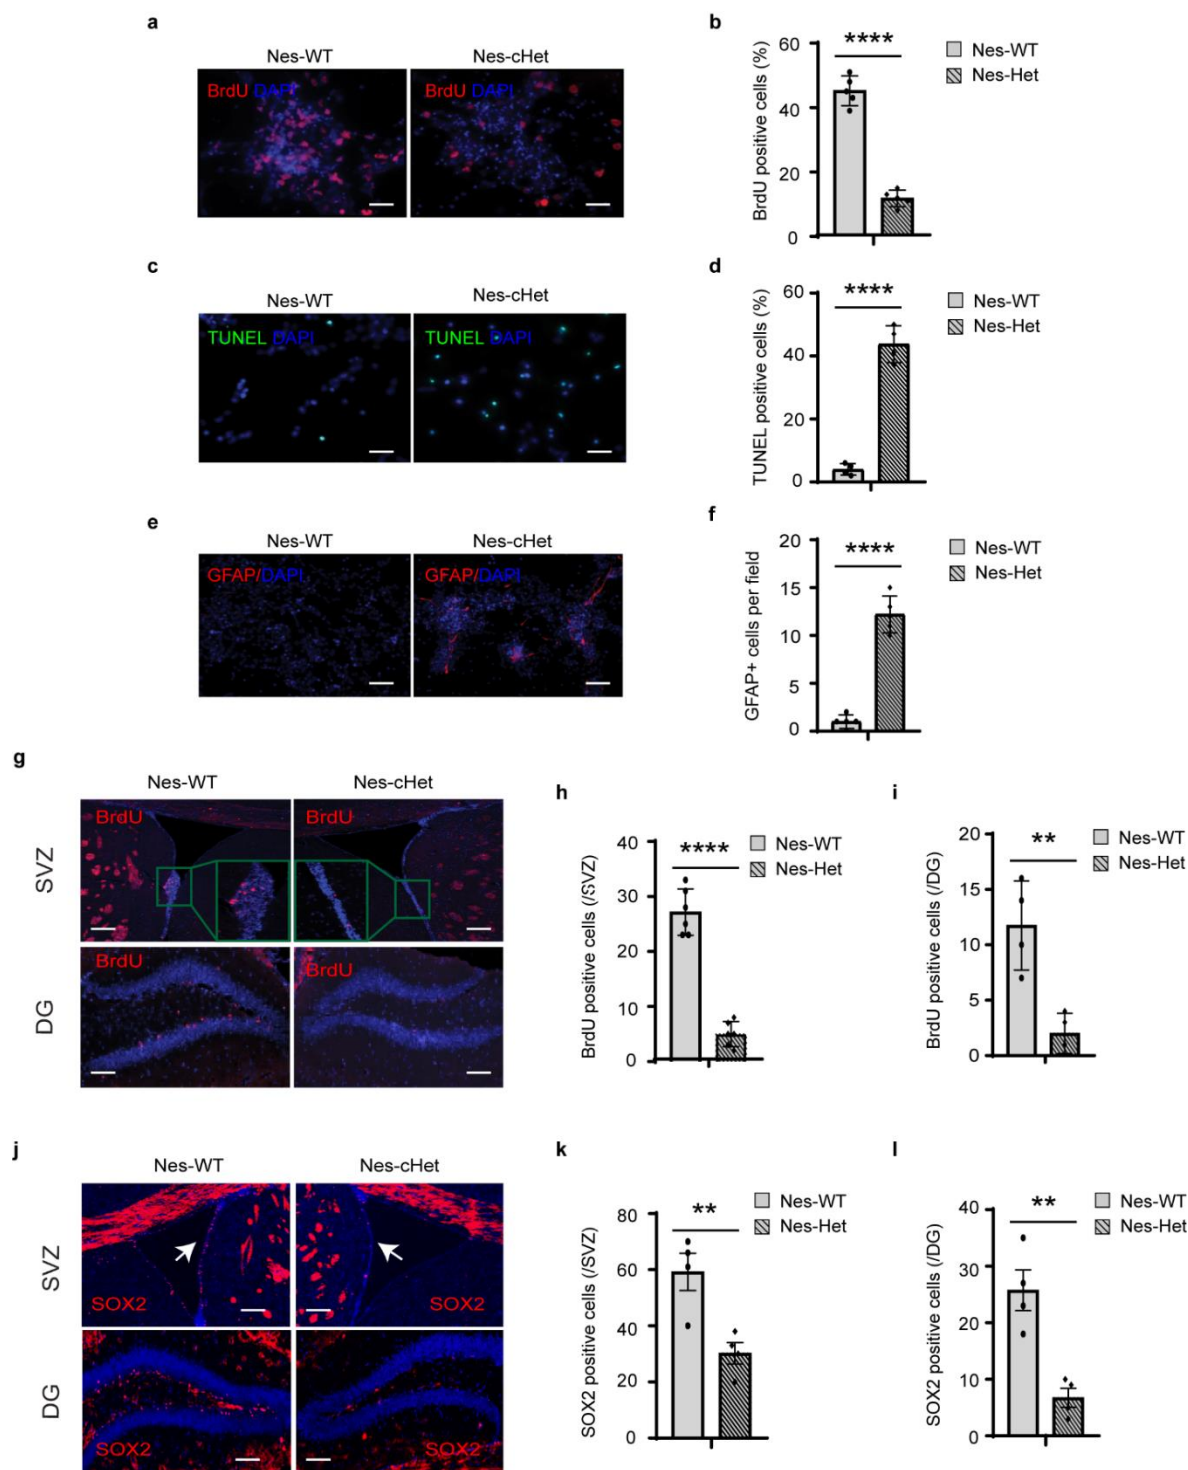 a
Nes-WT
Nes-cHet
BrdU DAPI
BrdU DAPI
b
60
40
20
0
BrdU positive cells (%)
****
Nes-WT
Nes-Het
c
Nes-WT
Nes-cHet
TUNEL DAPI
TUNEL DAPI
d
60
40
20
0
TUNEL positive cells (%)
****
Nes-WT
Nes-Het
e
Nes-WT
Nes-cHet
GFAP/DAPI
GFAP/DAPI
f
20
15
10
5
0
GFAP+ cells per field
****
Nes-WT
Nes-Het
g
Nes-WT
Nes-cHet
SVZ
BrdU
BrdU
DG
BrdU
BrdU
h
40
30
20
10
0
BrdU positive cells (/SVZ)
****
Nes-WT
Nes-Het
i
20
15
10
5
0
BrdU positive cells (/DG)
**
Nes-WT
Nes-Het
j
Nes-WT
Nes-cHet
SVZ
SOX2
SOX2
DG
SOX2
SOX2
k
80
60
40
20
0
SOX2 positive cells (/SVZ)
**
Nes-WT
Nes-Het
l
40
30
20
10
0
SOX2 positive cells (/DG)
**
Nes-WT
Nes-Het